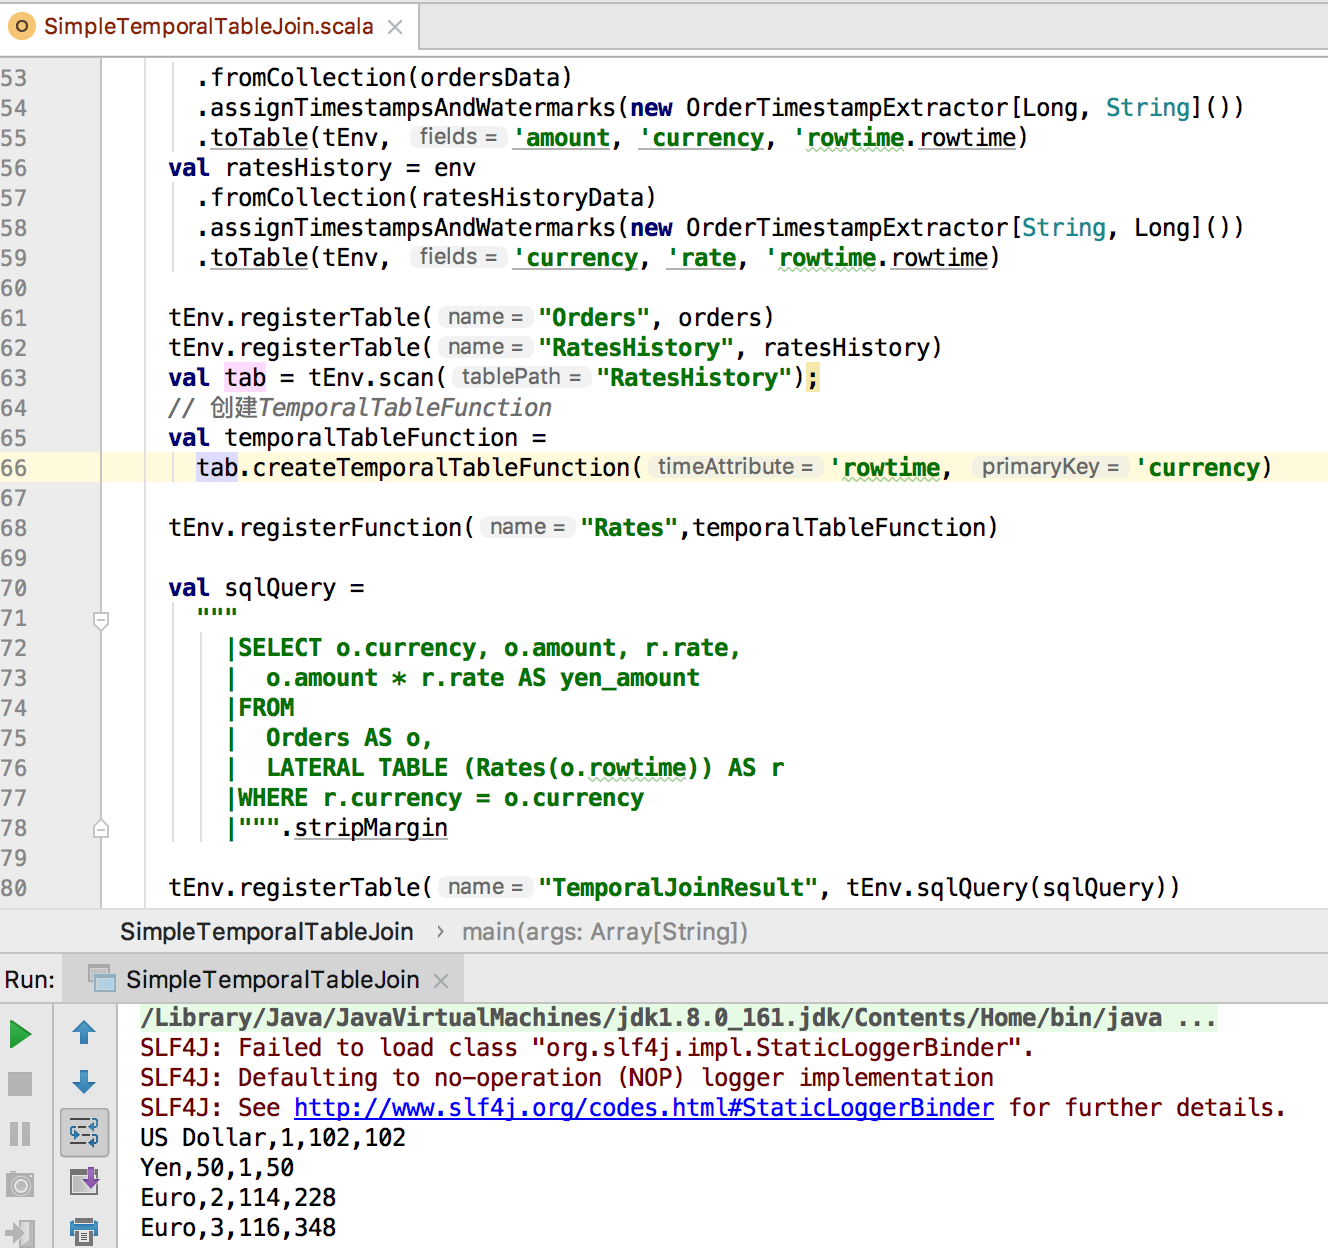 O SimpleTemporalTableJoin.scala ×
53 .fromCollection(ordersData)
54 .assignTimestampsAndWatermarks(new OrderTimestampExtractor[Long, String]())
55 .toTable(tEnv, fields = 'amount, 'currency, 'rowtime.rowtime)
56 val ratesHistory = env
57 .fromCollection(ratesHistoryData)
58 .assignTimestampsAndWatermarks(new OrderTimestampExtractor[String, Long]())
59 .toTable(tEnv, fields = 'currency, 'rate, 'rowtime.rowtime)
60
61 tEnv.registerTable( name = "Orders", orders)
62 tEnv.registerTable( name = "RatesHistory", ratesHistory)
63 val tab = tEnv.scan( tablePath = "RatesHistory");
64 // 创建TemporalTableFunction
65 val temporalTableFunction =
66 tab.createTemporalTableFunction( timeAttribute = 'rowtime, primaryKey = 'currency)
67
68 tEnv.registerFunction( name = "Rates",temporalTableFunction)
69
70 val sqlQuery =
71 """
72 |SELECT o.currency, o.amount, r.rate,
73 | o.amount * r.rate AS yen_amount
74 |FROM
75 | Orders AS o,
76 | LATERAL TABLE (Rates(o.rowtime)) AS r
77 |WHERE r.currency = o.currency
78 |""".stripMargin
79
80 tEnv.registerTable( name = "TemporalJoinResult", tEnv.sqlQuery(sqlQuery))
SimpleTemporalTableJoin › main(args: Array[String])
Run: SimpleTemporalTableJoin ×
/Library/Java/JavaVirtualMachines/jdk1.8.0_161.jdk/Contents/Home/bin/java ...
SLF4J: Failed to load class "org.slf4j.impl.StaticLoggerBinder".
SLF4J: Defaulting to no-operation (NOP) logger implementation
SLF4J: See http://www.slf4j.org/codes.html#StaticLoggerBinder for further details.
US Dollar,1,102,102
Yen,50,1,50
Euro,2,114,228
Euro,3,116,348